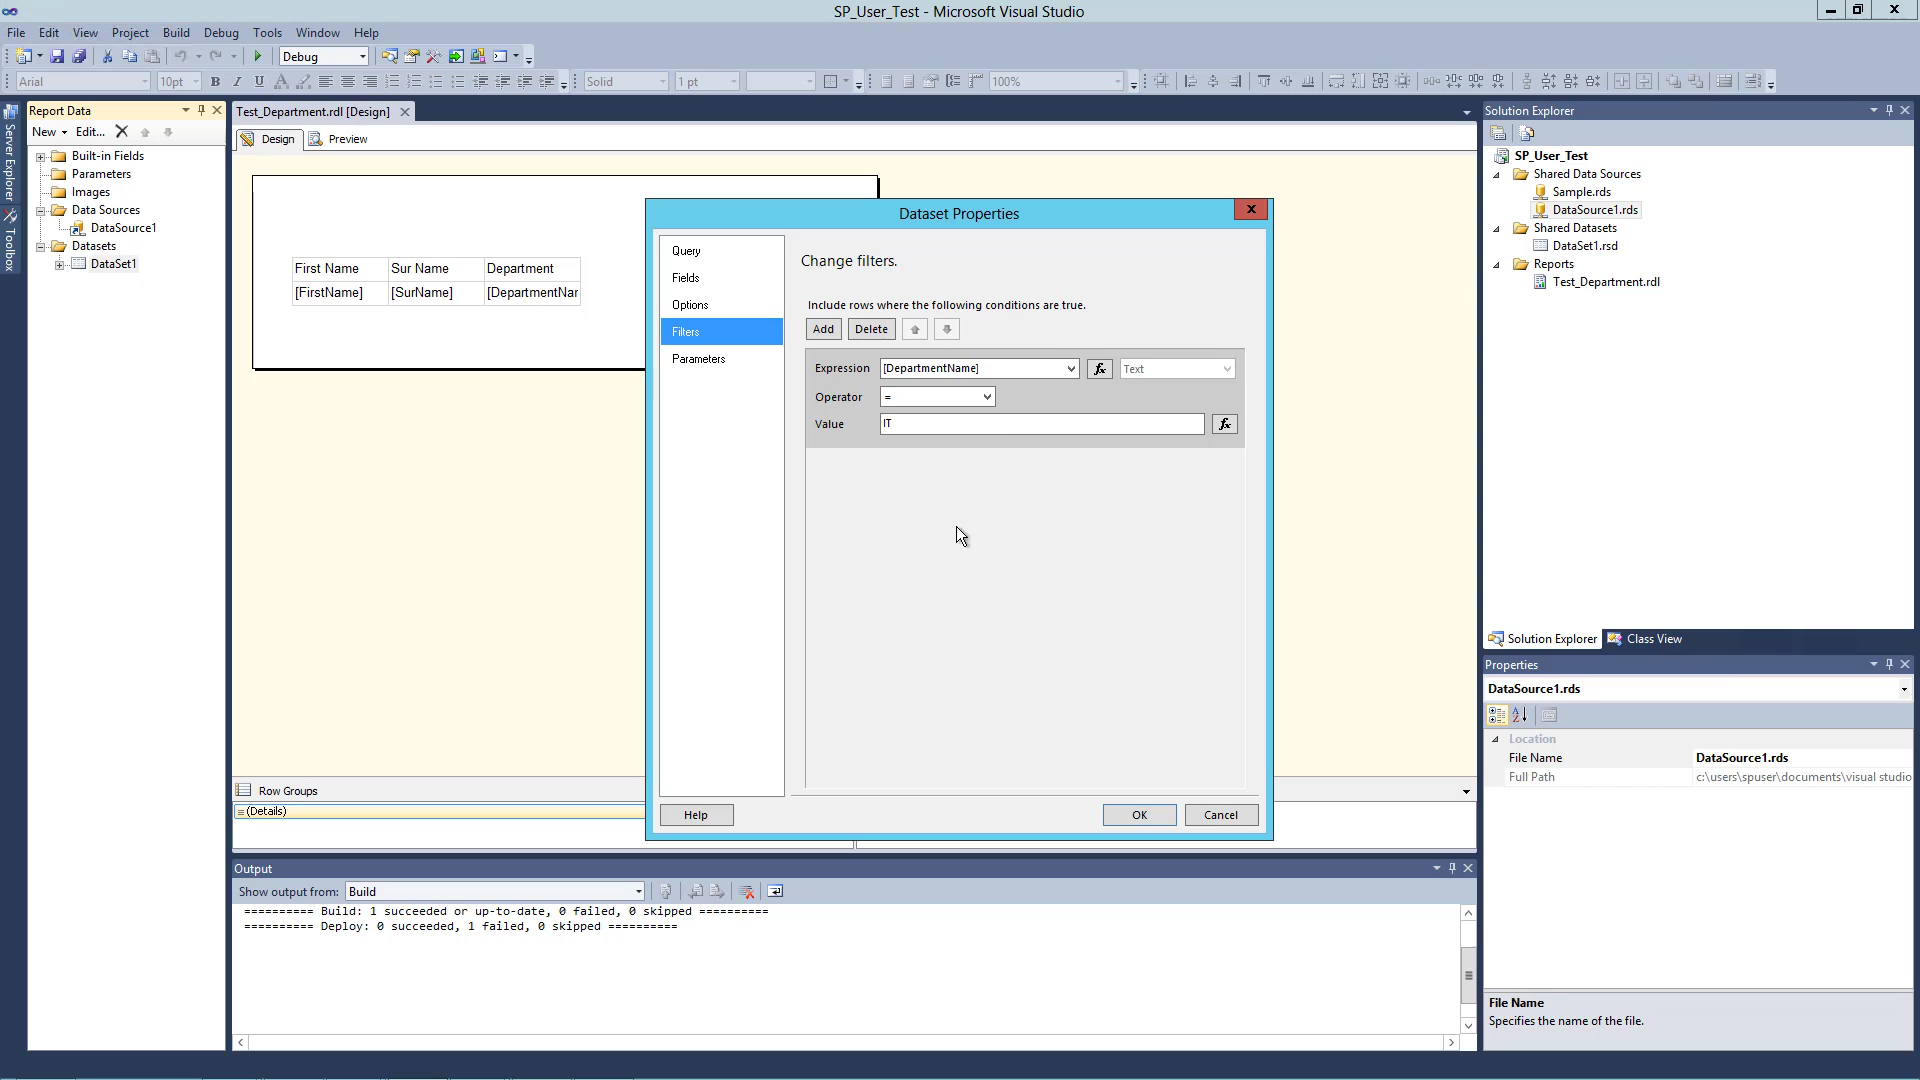 SP_User_Test - Microsoft Visual Studio
File Edit View Project Build Debug Tools Window Help
Debug
Arial 10pt B I U A Solid 1 pt 100%
Server Explorer
Toolbox
Report Data
New Edit...
Built-in Fields
Parameters
Images
Data Sources
DataSource1
Datasets
DataSet1
Test_Department.rdl [Design]
Design Preview
First Name Sur Name Department
[FirstName] [SurName] [DepartmentNar
Dataset Properties
Query
Fields
Options
Filters
Parameters
Change filters.
Include rows where the following conditions are true.
Add Delete
Expression [DepartmentName] fx Text
Operator =
Value IT fx
Help OK Cancel
Row Groups
(Details)
Output
Show output from: Build
========== Build: 1 succeeded or up-to-date, 0 failed, 0 skipped ==========
========== Deploy: 0 succeeded, 1 failed, 0 skipped ==========
Solution Explorer
SP_User_Test
Shared Data Sources
Sample.rds
DataSource1.rds
Shared Datasets
DataSet1.rsd
Reports
Test_Department.rdl
Solution Explorer Class View
Properties
DataSource1.rds
Location
File Name DataSource1.rds
Full Path c:\users\spuser\documents\visual studio
File Name
Specifies the name of the file.